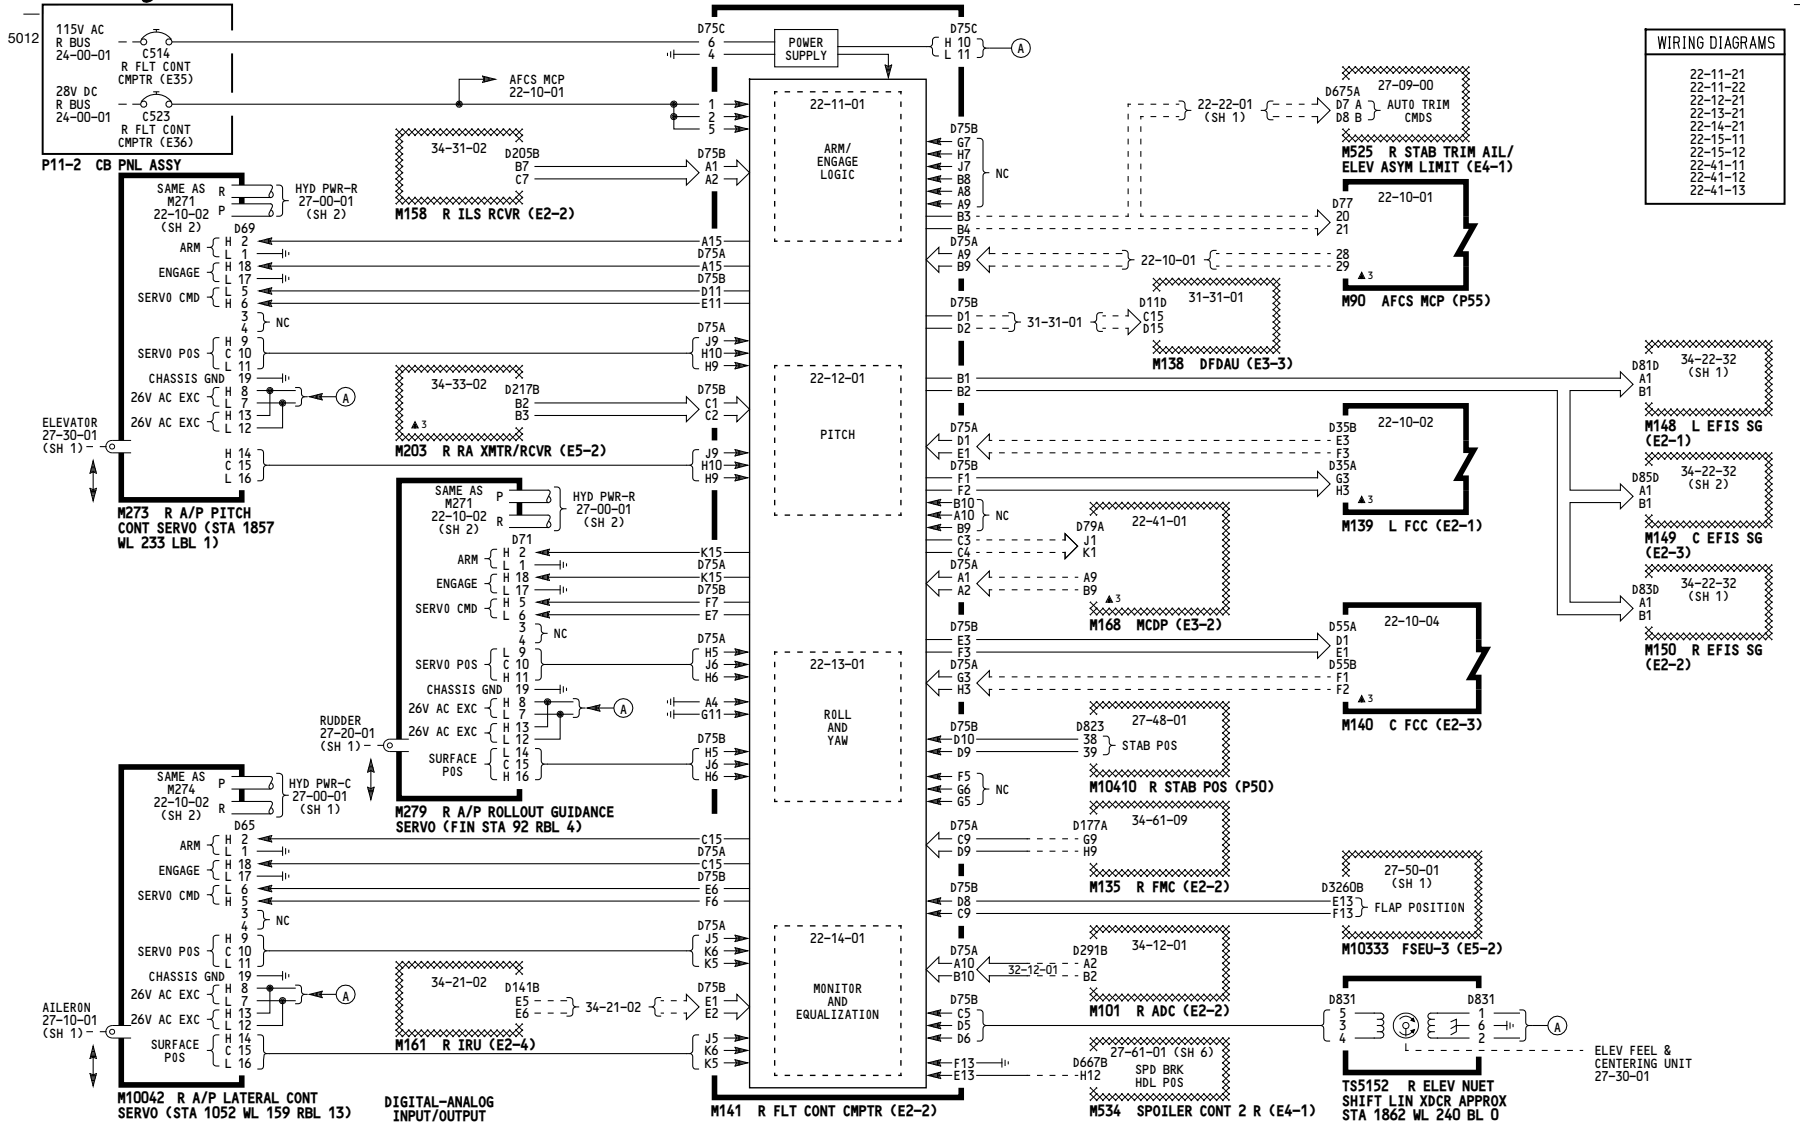 5012
115V AC
R BUS
24-00-01
C514
R FLT CONT
CMPTR (E35)
28V DC
R BUS
24-00-01
C523
R FLT CONT
CMPTR (E36)
P11-2 CB PNL ASSY
AFCS MCP
22-10-01
D75C
6
4
1
2
5
POWER
SUPPLY
D75C
H 10
L 11
A
WIRING DIAGRAMS
22-11-21
22-11-22
22-12-21
22-13-21
22-14-21
22-15-11
22-15-12
22-41-11
22-41-12
22-41-13
34-31-02
D205B
B7
C7
M158 R ILS RCVR (E2-2)
D75B
A1
A2
SAME AS
M271
22-10-02
(SH 2)
R
P
HYD PWR-R
27-00-01
(SH 2)
D69
ARM
H 2
L 1
ENGAGE
H 18
L 17
SERVO CMD
L 5
H 6
3
4
NC
SERVO POS
H 9
C 10
L 11
CHASSIS GND 19
26V AC EXC
H 8
L 7
A
26V AC EXC
H 13
L 12
H 14
C 15
L 16
ELEVATOR
27-30-01
(SH 1)
M273 R A/P PITCH
CONT SERVO (STA 1857
WL 233 LBL 1)
A15
D75A
A15
D75B
D11
E11
D75A
J9
H10
H9
34-33-02
D217B
B2
B3
▲3
M203 R RA XMTR/RCVR (E5-2)
D75B
C1
C2
J9
H10
H9
SAME AS
M271
22-10-02
(SH 2)
P
R
HYD PWR-R
27-00-01
(SH 2)
D71
ARM
H 2
L 1
ENGAGE
H 18
L 17
SERVO CMD
H 5
L 6
3
4
NC
SERVO POS
L 9
C 10
H 11
CHASSIS GND 19
26V AC EXC
H 8
L 7
A
26V AC EXC
H 13
L 12
SURFACE
POS
L 14
C 15
H 16
RUDDER
27-20-01
(SH 1)
M279 R A/P ROLLOUT GUIDANCE
SERVO (FIN STA 92 RBL 4)
K15
D75A
K15
D75B
F7
E7
D75A
H5
J6
H6
A4
G11
D75B
H5
J6
H6
SAME AS
M274
22-10-02
(SH 2)
P
R
HYD PWR-C
27-00-01
(SH 1)
D65
ARM
H 2
L 1
ENGAGE
H 18
L 17
SERVO CMD
L 6
H 5
3
4
NC
SERVO POS
H 9
C 10
L 11
CHASSIS GND 19
26V AC EXC
H 8
L 7
A
26V AC EXC
H 13
L 12
SURFACE
POS
H 14
C 15
L 16
AILERON
27-10-01
(SH 1)
M10042 R A/P LATERAL CONT
SERVO (STA 1052 WL 159 RBL 13)
C15
D75A
C15
D75B
E6
F6
D75A
J5
K6
K5
34-21-02
D141B
E5
E6
34-21-02
M161 R IRU (E2-4)
D75B
E1
E2
J5
K6
K5
DIGITAL-ANALOG
INPUT/OUTPUT
22-11-01
ARM/
ENGAGE
LOGIC
22-12-01
PITCH
22-13-01
ROLL
AND
YAW
22-14-01
MONITOR
AND
EQUALIZATION
M141 R FLT CONT CMPTR (E2-2)
D75B
G7
H7
J7
B8
A8
A9
NC
B3
B4
D75A
A9
B9
22-22-01
(SH 1)
D675A
D7 A
D8 B
27-09-00
AUTO TRIM
CMDS
M525 R STAB TRIM AIL/
ELEV ASYM LIMIT (E4-1)
D77
20
21
22-10-01
28
29
22-10-01
▲3
M90 AFCS MCP (P55)
D75B
D1
D2
31-31-01
D11D
C15
D15
31-31-01
M138 DFDAU (E3-3)
B1
B2
D81D
A1
B1
34-22-32
(SH 1)
M148 L EFIS SG
(E2-1)
D85D
A1
B1
34-22-32
(SH 2)
M149 C EFIS SG
(E2-3)
D83D
A1
B1
34-22-32
(SH 1)
M150 R EFIS SG
(E2-2)
D75A
D1
E1
D75B
F1
F2
D35B
E3
F3
D35A
G3
H3
22-10-02
▲3
M139 L FCC (E2-1)
B10
A10
B9
NC
C3
C4
D75A
A1
A2
D79A
J1
K1
A9
B9
22-41-01
▲3
M168 MCDP (E3-2)
D75B
E3
F3
D75A
G3
H3
D55A
D1
E1
D55B
F1
F2
22-10-04
▲3
M140 C FCC (E2-3)
D75B
D10
D9
D823
38
39
27-48-01
STAB POS
M10410 R STAB POS (P50)
F5
G6
G5
NC
D75A
C9
D9
D177A
G9
H9
34-61-09
M135 R FMC (E2-2)
D75B
D8
C9
D3260B
E13
F13
27-50-01
(SH 1)
FLAP POSITION
M10333 FSEU-3 (E5-2)
D75A
A10
B10
32-12-01
D291B
A2
B2
34-12-01
M101 R ADC (E2-2)
D75B
C5
D5
D6
D831
5
3
4
D831
1
6
2
A
ELEV FEEL &
CENTERING UNIT
27-30-01
TS5152 R ELEV NUET
SHIFT LIN XDCR APPROX
STA 1862 WL 240 BL 0
F13
E13
D667B
H12
27-61-01 (SH 6)
SPD BRK
HDL POS
M534 SPOILER CONT 2 R (E4-1)